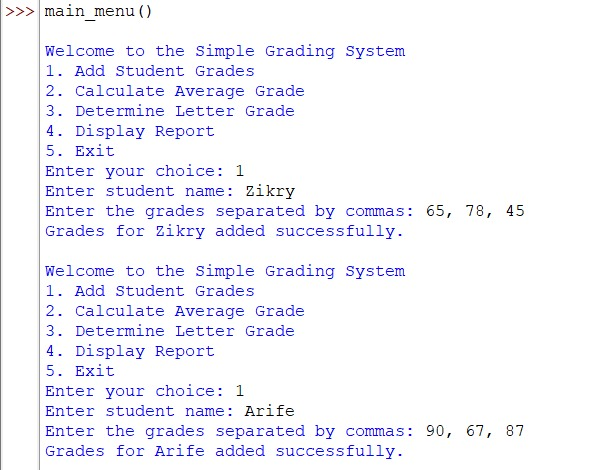 >>> main_menu()
Welcome to the Simple Grading System
1. Add Student Grades
2. Calculate Average Grade
3. Determine Letter Grade
4. Display Report
5. Exit
Enter your choice: 1
Enter student name: Zikry
Enter the grades separated by commas: 65, 78, 45
Grades for Zikry added successfully.
Welcome to the Simple Grading System
1. Add Student Grades
2. Calculate Average Grade
3. Determine Letter Grade
4. Display Report
5. Exit
Enter your choice: 1
Enter student name: Arife
Enter the grades separated by commas: 90, 67, 87
Grades for Arife added successfully.